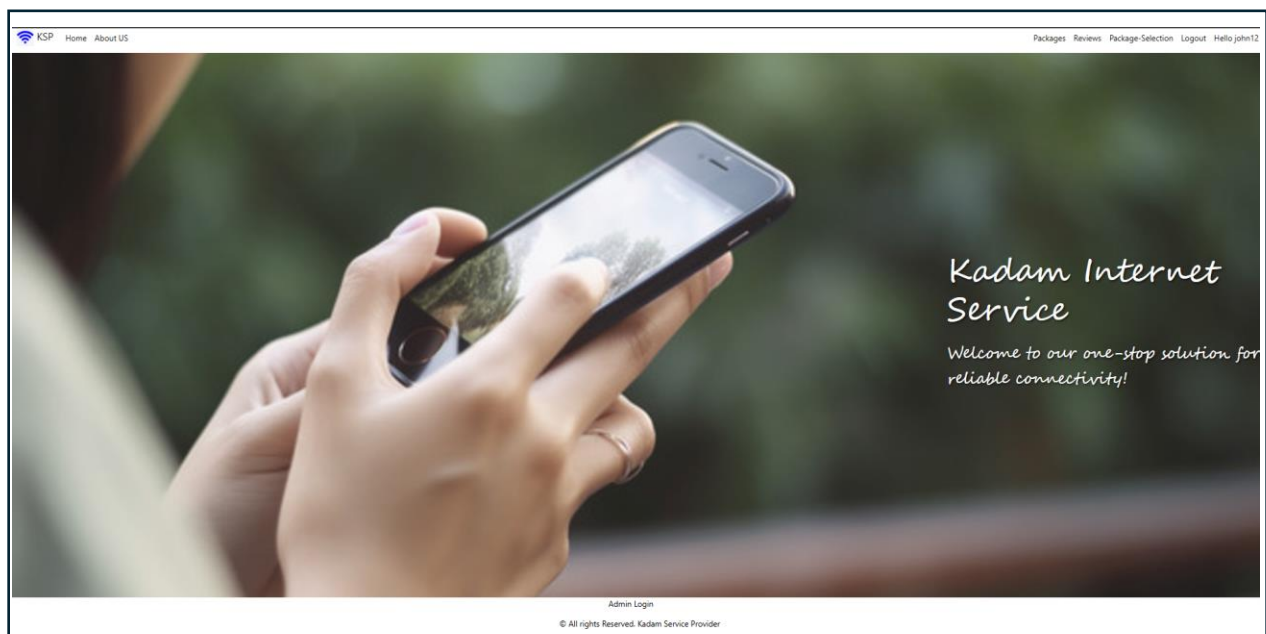 KSP Home About US Packages Reviews Package-Selection Logout Hello john12
Kadam Internet
Service
Welcome to our one-stop solution for
reliable connectivity!
Admin Login
© All rights Reserved. Kadam Service Provider